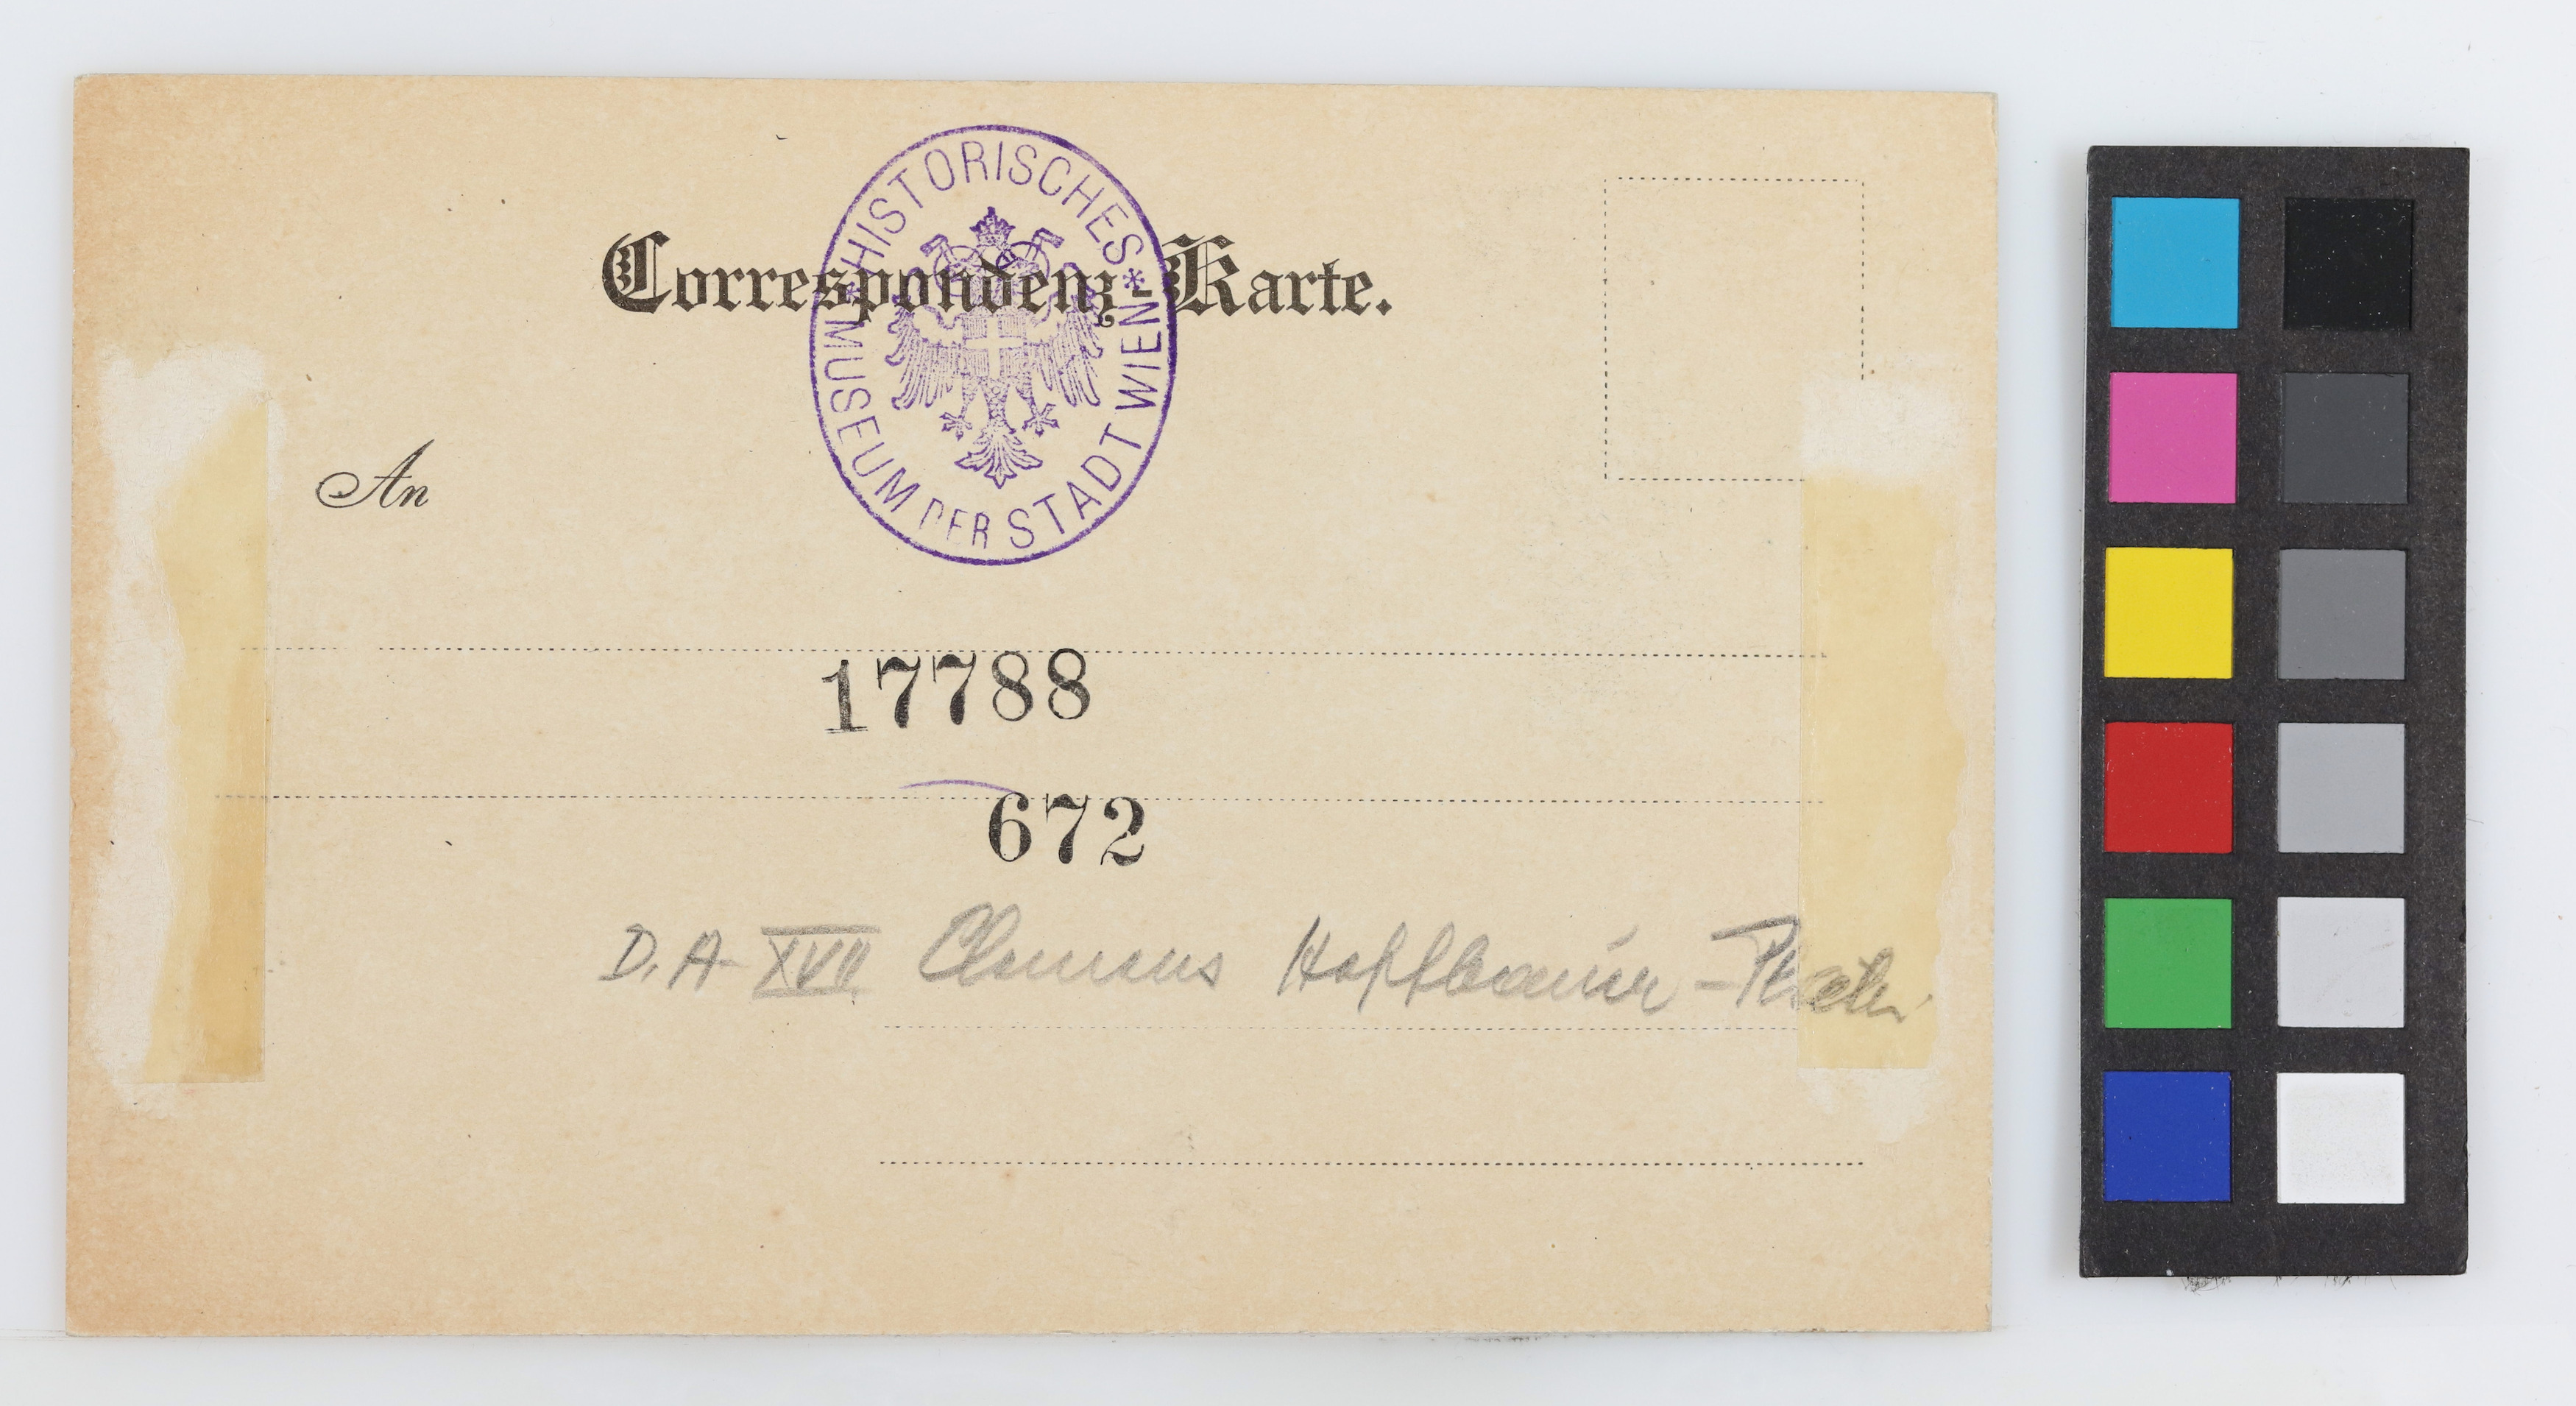 Correspondenz-Karte.
* HISTORISCHES * MUSEUM DER STADT WIEN
An
17788
672
D. A. XVII Clemens Hofbauer-Platz